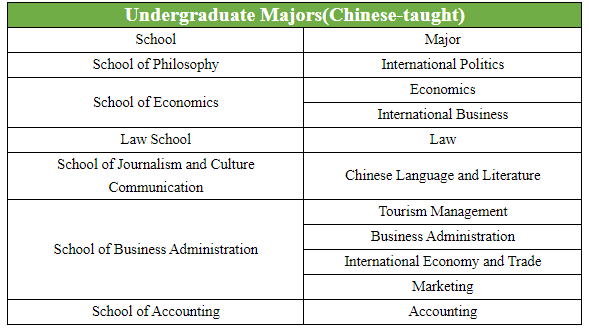 Undergraduate Majors(Chinese-taught)
School Major
School of Philosophy International Politics
School of Economics Economics
International Business
Law School Law
School of Journalism and Culture
Communication Chinese Language and Literature
School of Business Administration Tourism Management
Business Administration
International Economy and Trade
Marketing
School of Accounting Accounting